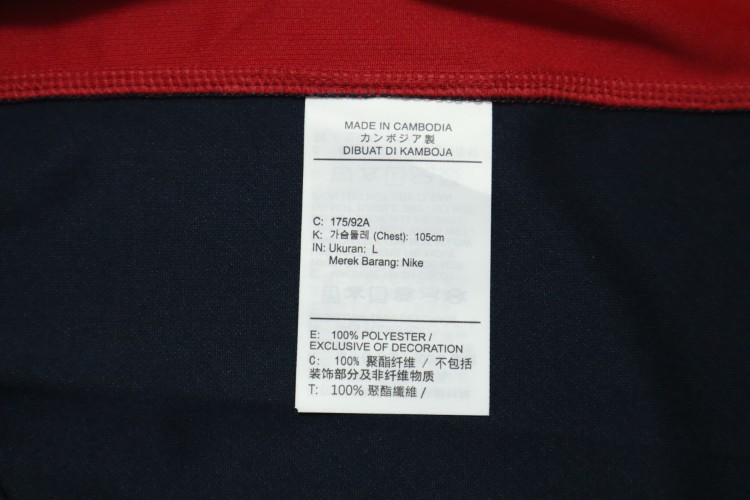 MADE IN CAMBODIA
カンボジア製
DIBUAT DI KAMBOJA
C: 175/92A
K: 가슴둘레 (Chest): 105cm
IN: Ukuran: L
Merek Barang: Nike
E: 100% POLYESTER /
EXCLUSIVE OF DECORATION
C: 100% 聚酯纤维 / 不包括
装饰部分及非纤维物质
T: 100% 聚酯纖維 /